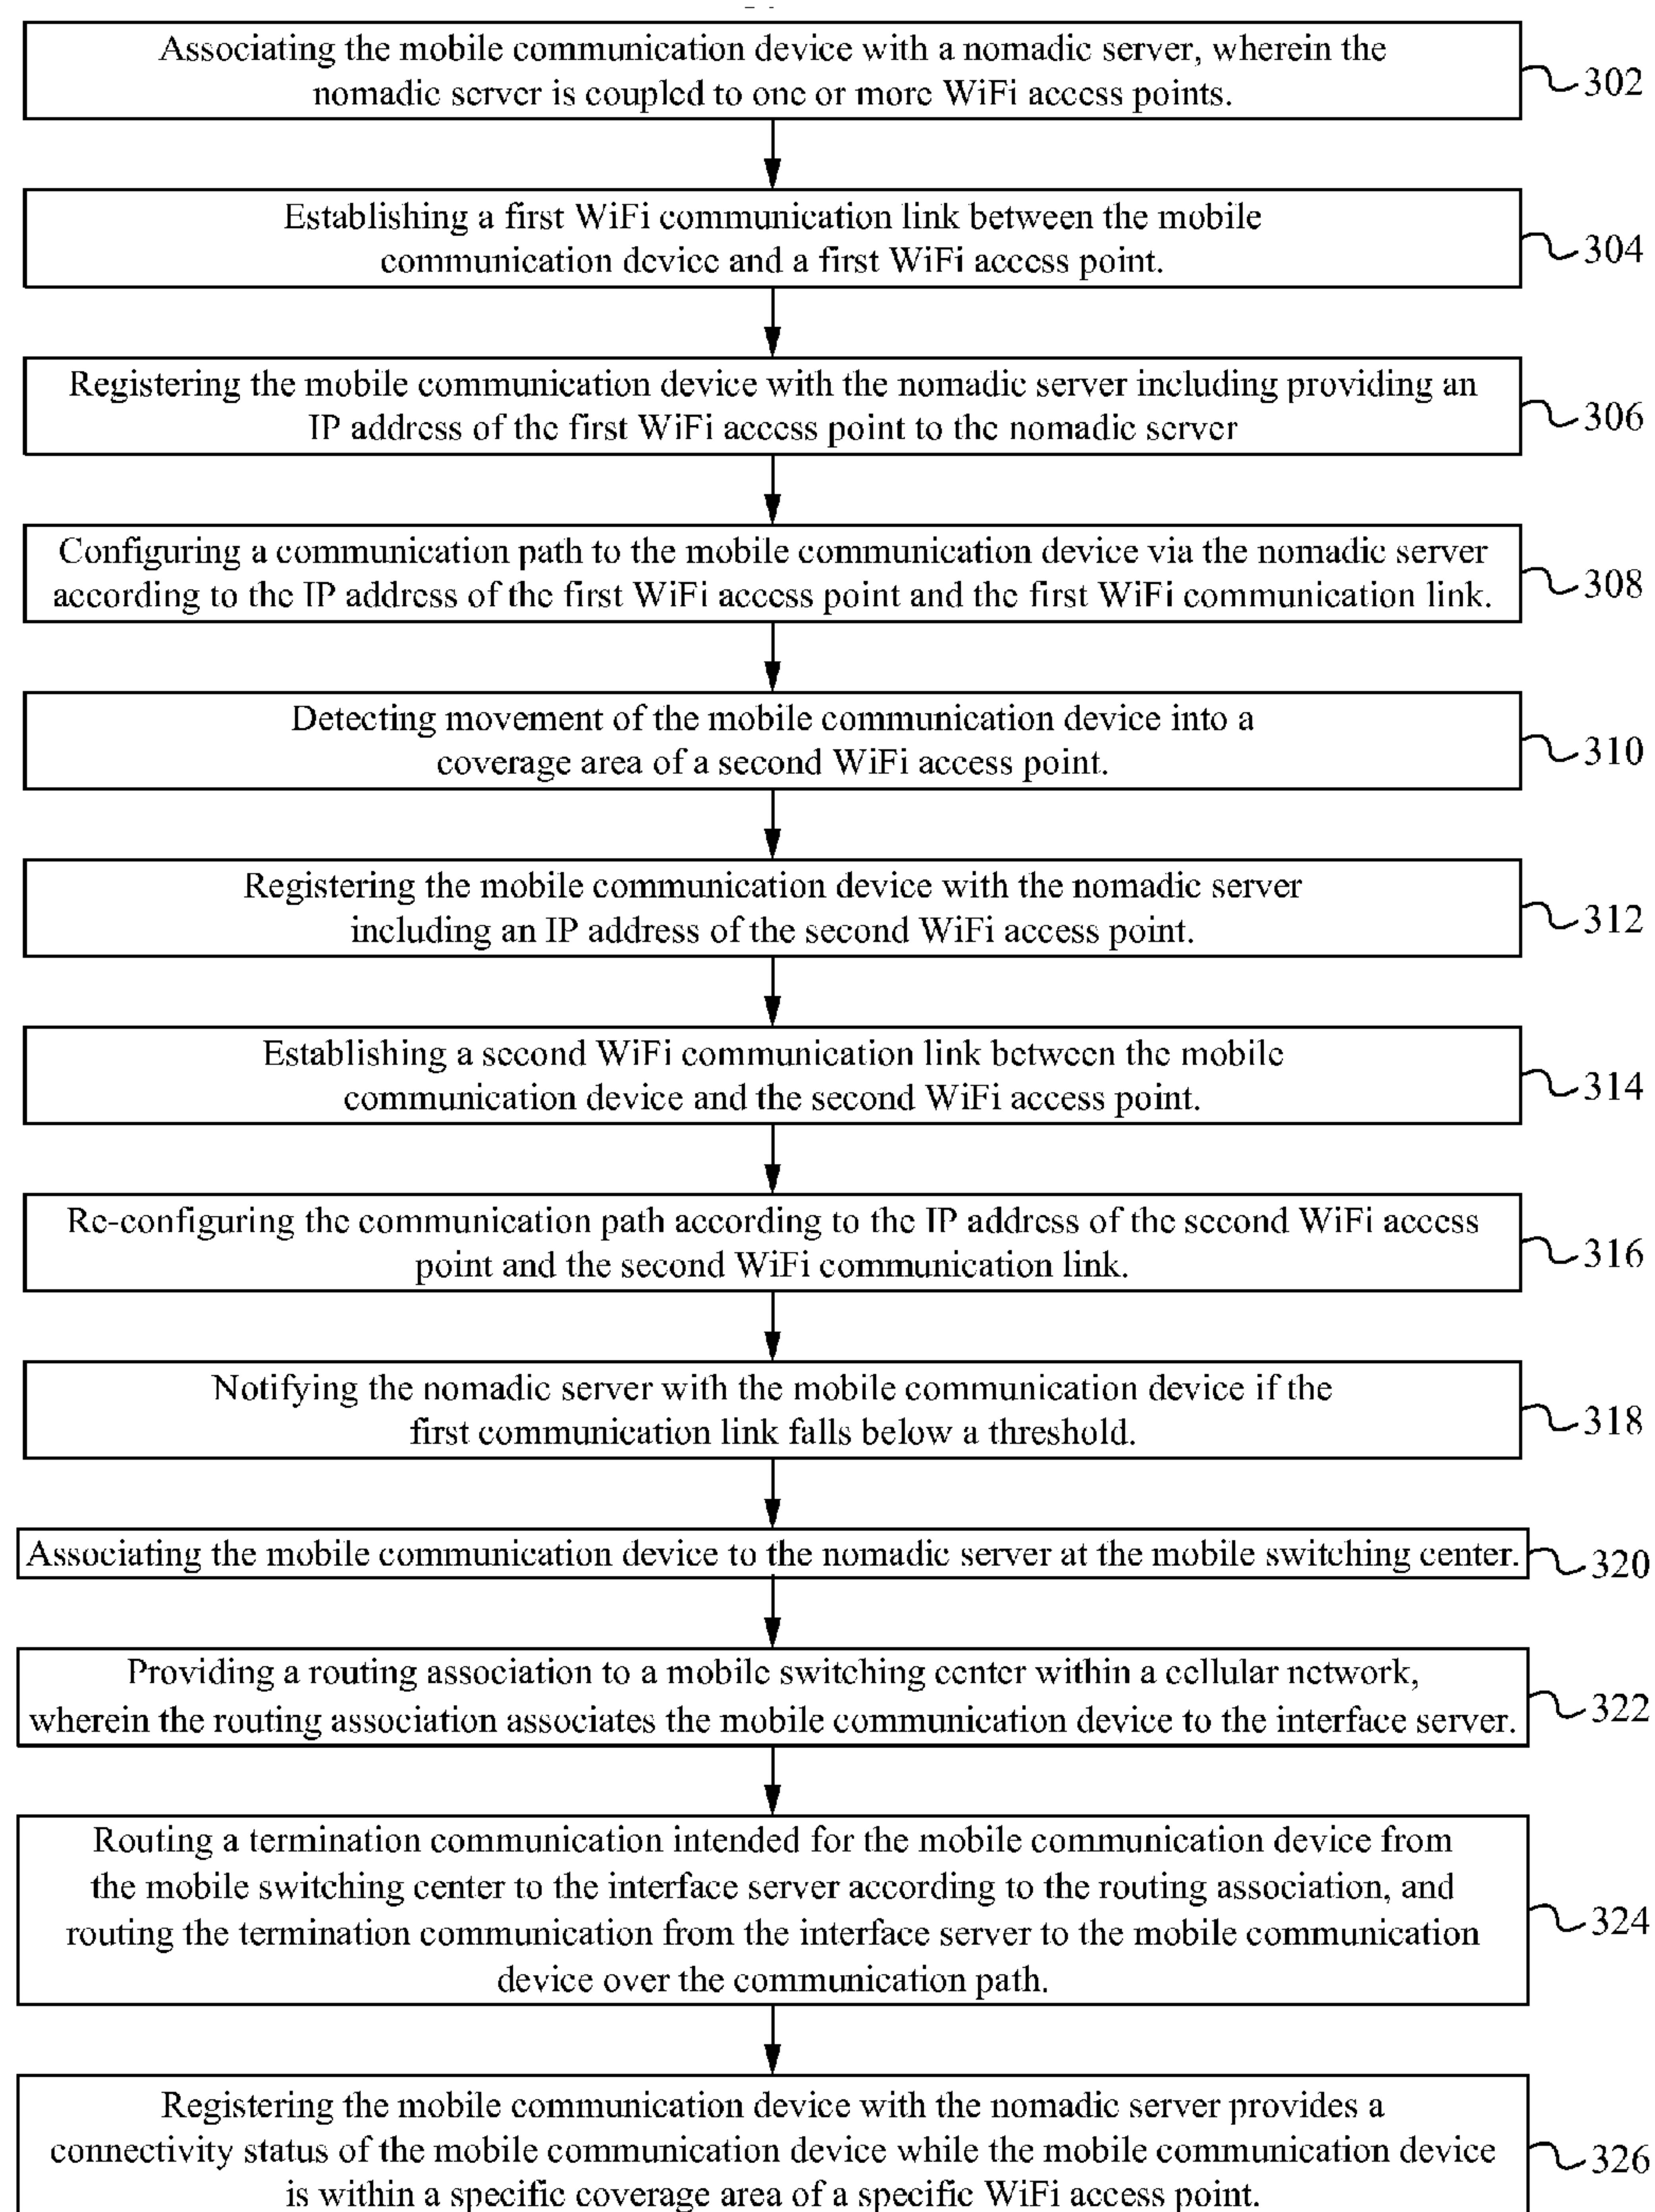 Associating the mobile communication device with a nomadic server, wherein the
nomadic server is coupled to one or more WiFi access points.
302
Establishing a first WiFi communication link between the mobile
communication device and a first WiFi access point.
304
Registering the mobile communication device with the nomadic server including providing an
IP address of the first WiFi access point to the nomadic server
306
Configuring a communication path to the mobile communication device via the nomadic server
according to the IP address of the first WiFi access point and the first WiFi communication link.
308
Detecting movement of the mobile communication device into a
coverage area of a second WiFi access point.
310
Registering the mobile communication device with the nomadic server
including an IP address of the second WiFi access point.
312
Establishing a second WiFi communication link between the mobile
communication device and the second WiFi access point.
314
Re-configuring the communication path according to the IP address of the second WiFi access
point and the second WiFi communication link.
316
Notifying the nomadic server with the mobile communication device if the
first communication link falls below a threshold.
318
Associating the mobile communication device to the nomadic server at the mobile switching center.
320
Providing a routing association to a mobile switching center within a cellular network,
wherein the routing association associates the mobile communication device to the interface server.
322
Routing a termination communication intended for the mobile communication device from
the mobile switching center to the interface server according to the routing association, and
routing the termination communication from the interface server to the mobile communication
device over the communication path.
324
Registering the mobile communication device with the nomadic server provides a
connectivity status of the mobile communication device while the mobile communication device
is within a specific coverage area of a specific WiFi access point.
326